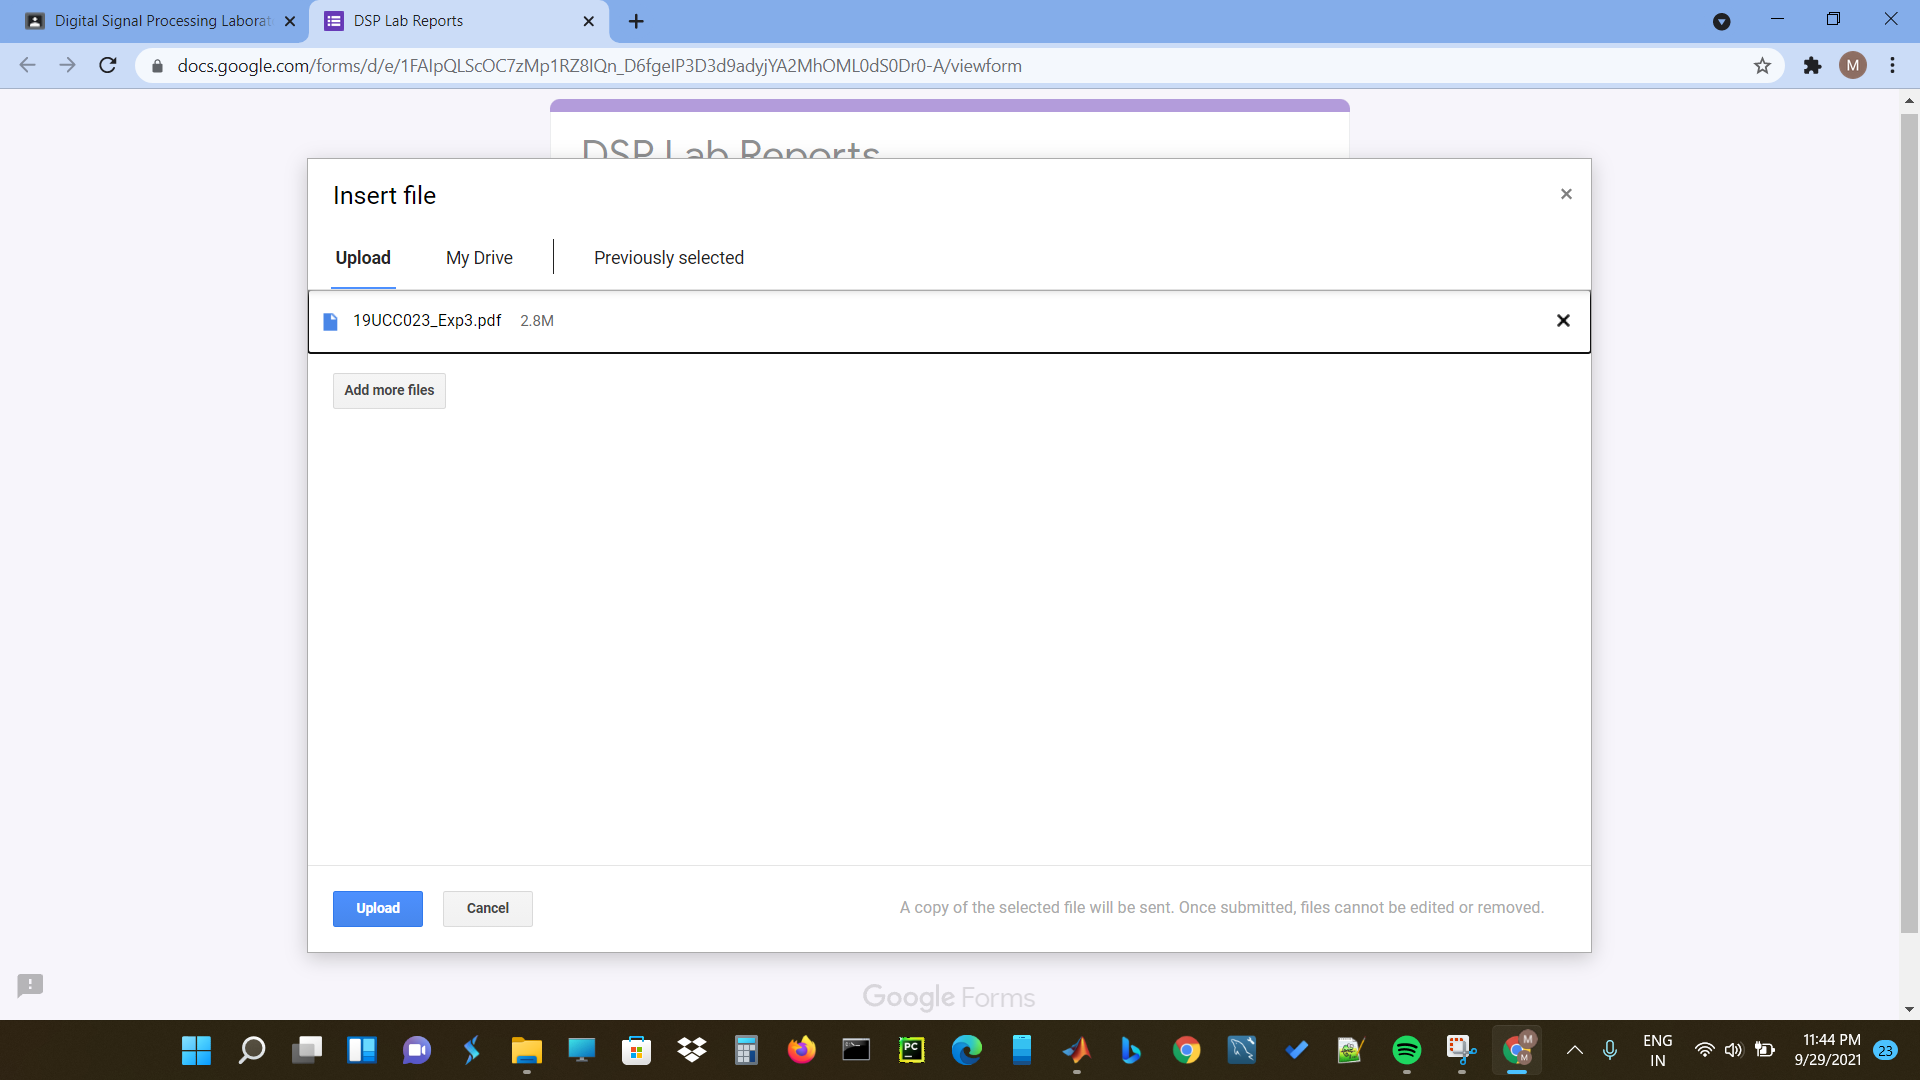 Digital Signal Processing Laborat
DSP Lab Reports
docs.google.com/forms/d/e/1FAIpQLScOC7zMp1RZ8IQn_D6fgeIP3D3d9adyjYA2MhOML0dS0Dr0-A/viewform
M
DSP Lab Reports
Insert file
Upload
My Drive
Previously selected
19UCC023_Exp3.pdf 2.8M
Add more files
Upload
Cancel
A copy of the selected file will be sent. Once submitted, files cannot be edited or removed.
Google Forms
PC
M
M
ENG
IN
11:44 PM
9/29/2021
23